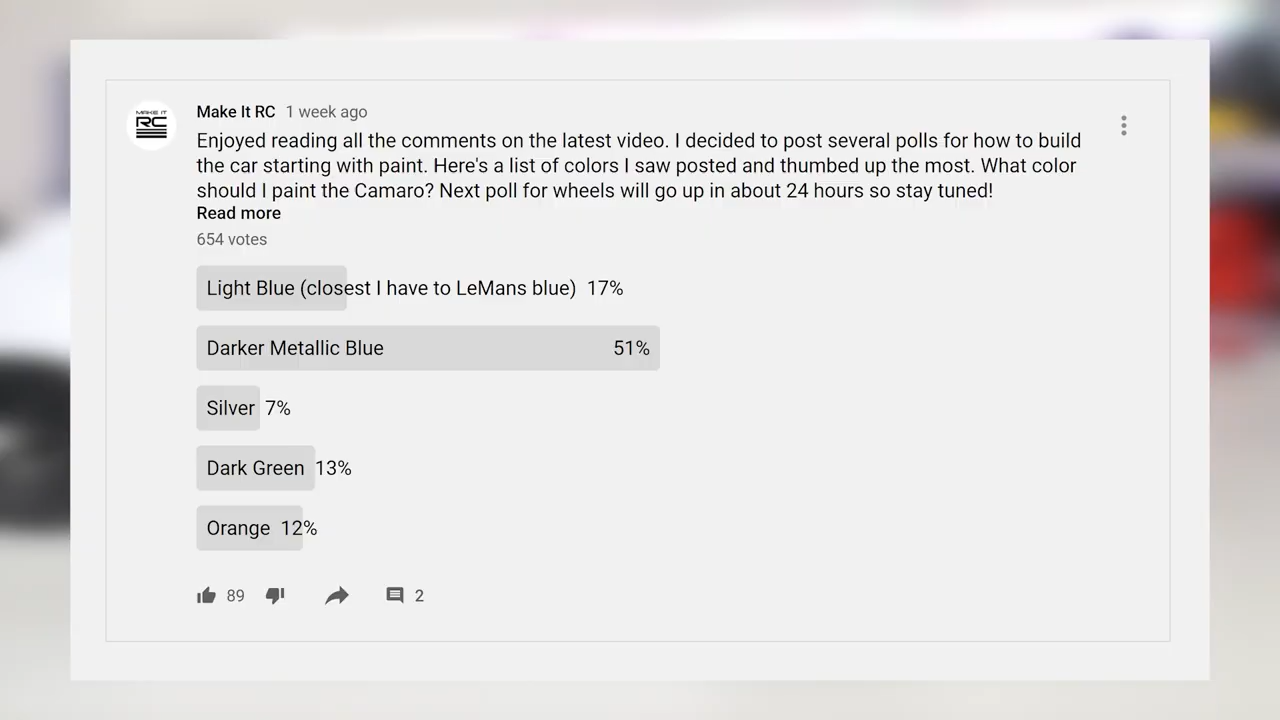 MAKE IT
RC
Make It RC 1 week ago
Enjoyed reading all the comments on the latest video. I decided to post several polls for how to build
the car starting with paint. Here's a list of colors I saw posted and thumbed up the most. What color
should I paint the Camaro? Next poll for wheels will go up in about 24 hours so stay tuned!
Read more
654 votes
Light Blue (closest I have to LeMans blue) 17%
Darker Metallic Blue 51%
Silver 7%
Dark Green 13%
Orange 12%
89 2